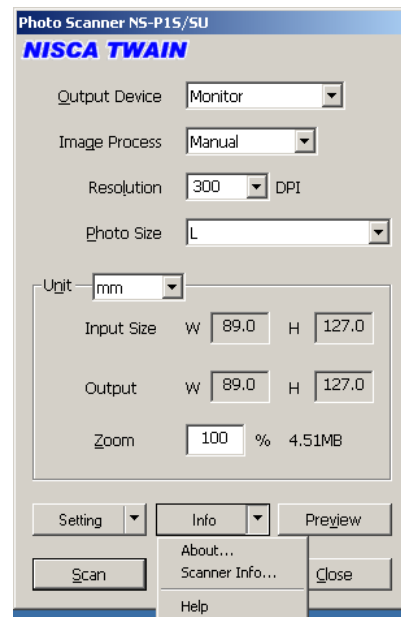 Photo Scanner NS-P1S/SU
NISCA TWAIN
Output Device Monitor
Image Process Manual
Resolution 300 DPI
Photo Size L
Unit mm
Input Size W 89.0 H 127.0
Output W 89.0 H 127.0
Zoom 100 % 4.51MB
Setting Info Preview
About...
Scan Scanner Info... Close
Help